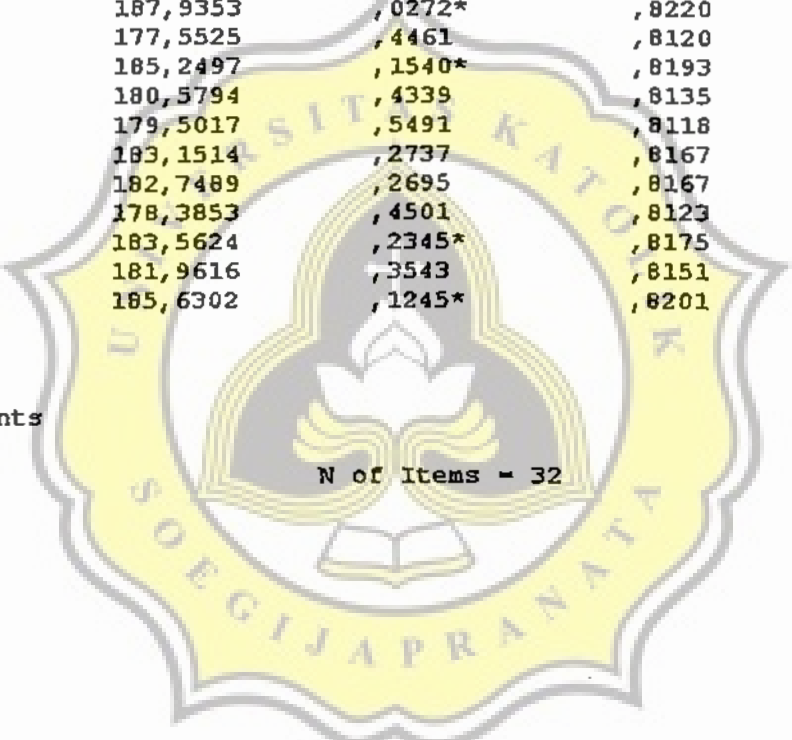 187,9353 ,0272* ,8220
177,5525 ,4461 ,8120
185,2497 ,1540* ,8193
180,5794 ,4339 ,8135
179,5017 ,5491 ,8118
183,1514 ,2737 ,8167
182,7489 ,2695 ,8167
178,3853 ,4501 ,8123
183,5624 ,2345* ,8175
181,9616 ,3543 ,8151
185,6302 ,1245* ,8201
nts
N of Items = 32
UNIVERSITAS KATOLIK
SOEGIJAPRANATA